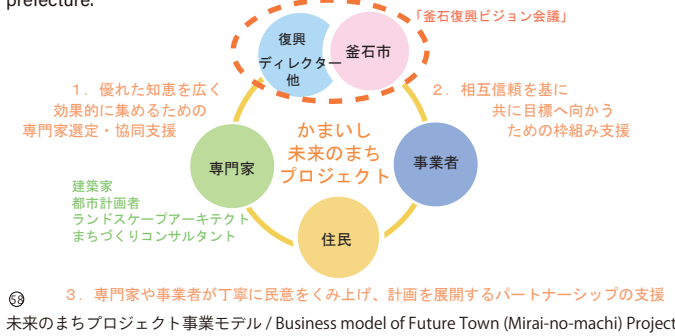 prefecture.
「釜石復興ビジョン会議」
復興
ディレクター
他
釜石市
1. 優れた知恵を広く
効果的に集めるための
専門家選定・協同支援
2. 相互信頼を基に
共に目標へ向かう
ための枠組み支援
かまいし
未来のまち
プロジェクト
専門家
事業者
建築家
都市計画者
ランドスケープアーキテクト
まちづくりコンサルタント
住民
58
3. 専門家や事業者が丁寧に民意をくみ上げ、計画を展開するパートナーシップの支援
未来のまちプロジェクト事業モデル / Business model of Future Town (Mirai-no-machi) Project